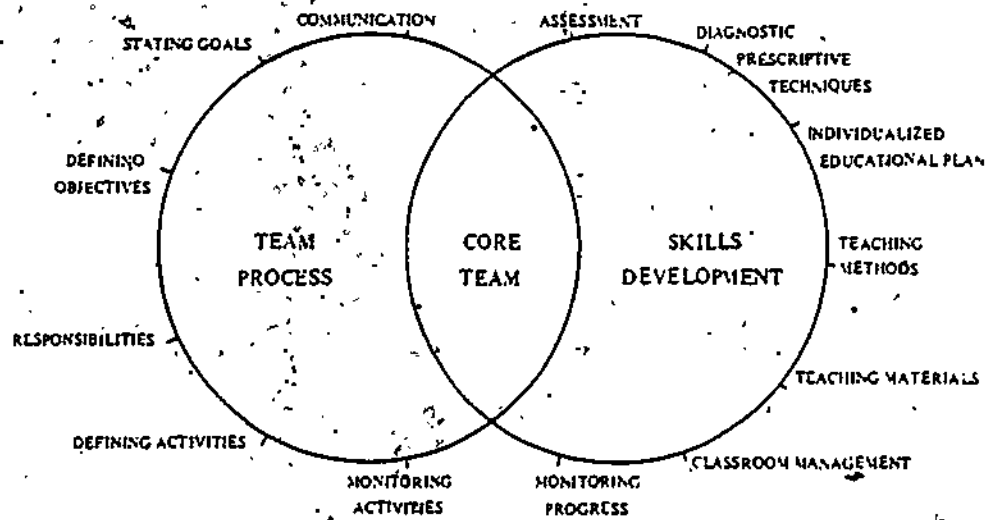 COMMUNICATION
ASSESSMENT
STATING GOALS
DIAGNOSTIC
PRESCRIPTIVE
TECHNIQUES
DEFINING
OBJECTIVES
INDIVIDUALIZED
EDUCATIONAL PLAN
TEAM
PROCESS
CORE
TEAM
SKILLS
DEVELOPMENT
TEACHING
METHODS
RESPONSIBILITIES
TEACHING MATERIALS
DEFINING ACTIVITIES
CLASSROOM MANAGEMENT
MONITORING
ACTIVITIES
MONITORING
PROGRESS